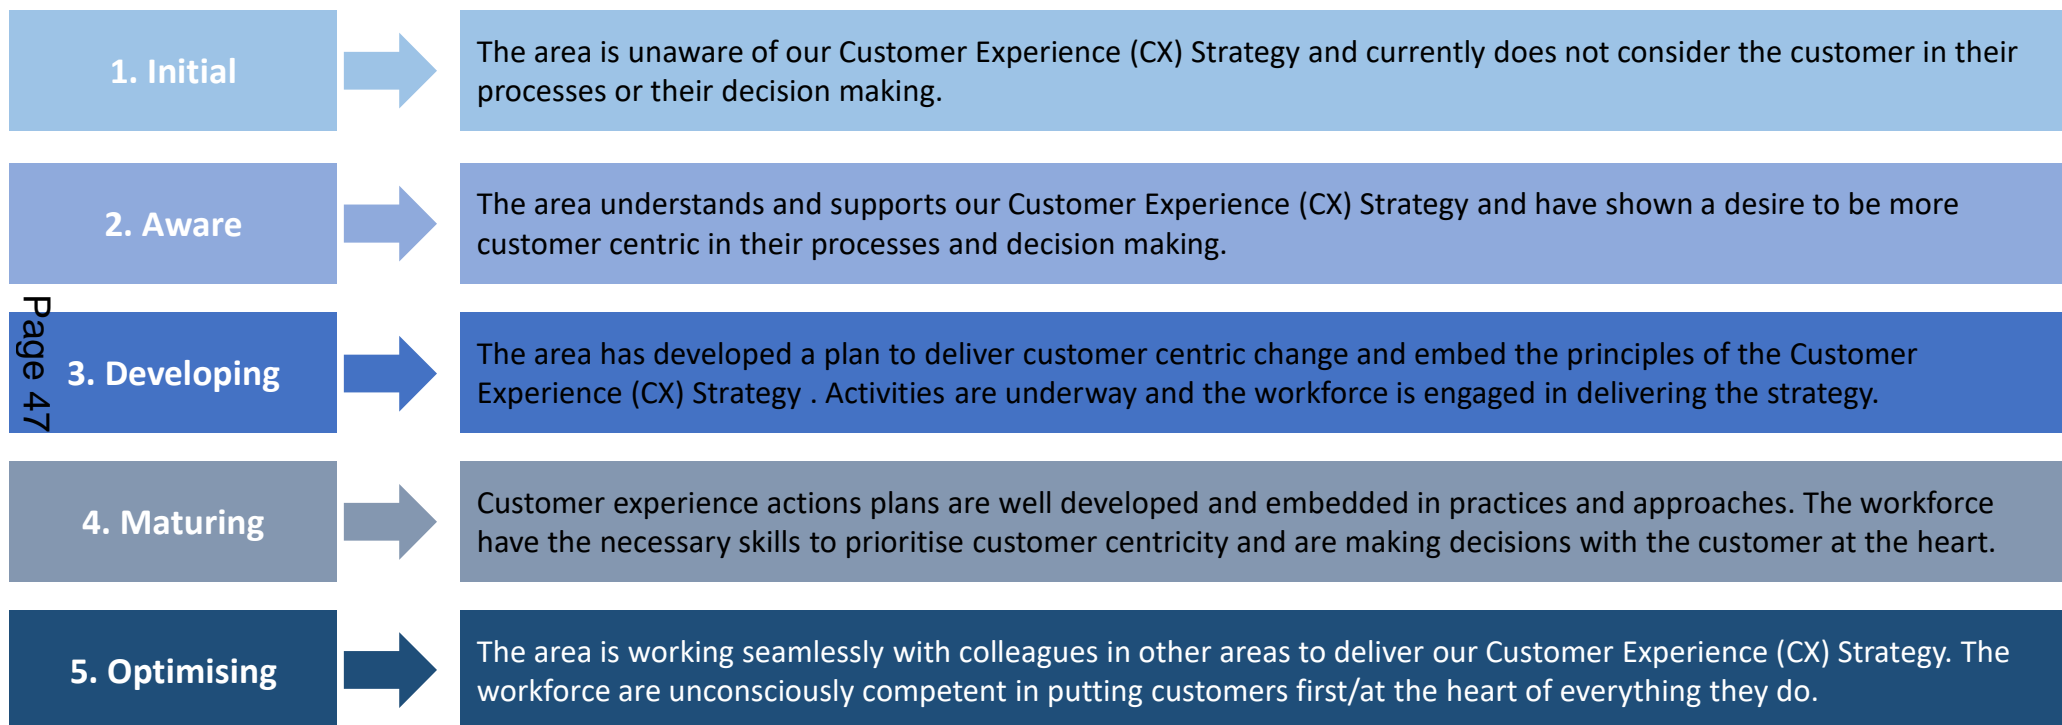 1. Initial
The area is unaware of our Customer Experience (CX) Strategy and currently does not consider the customer in their
processes or their decision making.
2. Aware
The area understands and supports our Customer Experience (CX) Strategy and have shown a desire to be more
customer centric in their processes and decision making.
Page 47
3. Developing
The area has developed a plan to deliver customer centric change and embed the principles of the Customer
Experience (CX) Strategy . Activities are underway and the workforce is engaged in delivering the strategy.
4. Maturing
Customer experience actions plans are well developed and embedded in practices and approaches. The workforce
have the necessary skills to prioritise customer centricity and are making decisions with the customer at the heart.
5. Optimising
The area is working seamlessly with colleagues in other areas to deliver our Customer Experience (CX) Strategy. The
workforce are unconsciously competent in putting customers first/at the heart of everything they do.